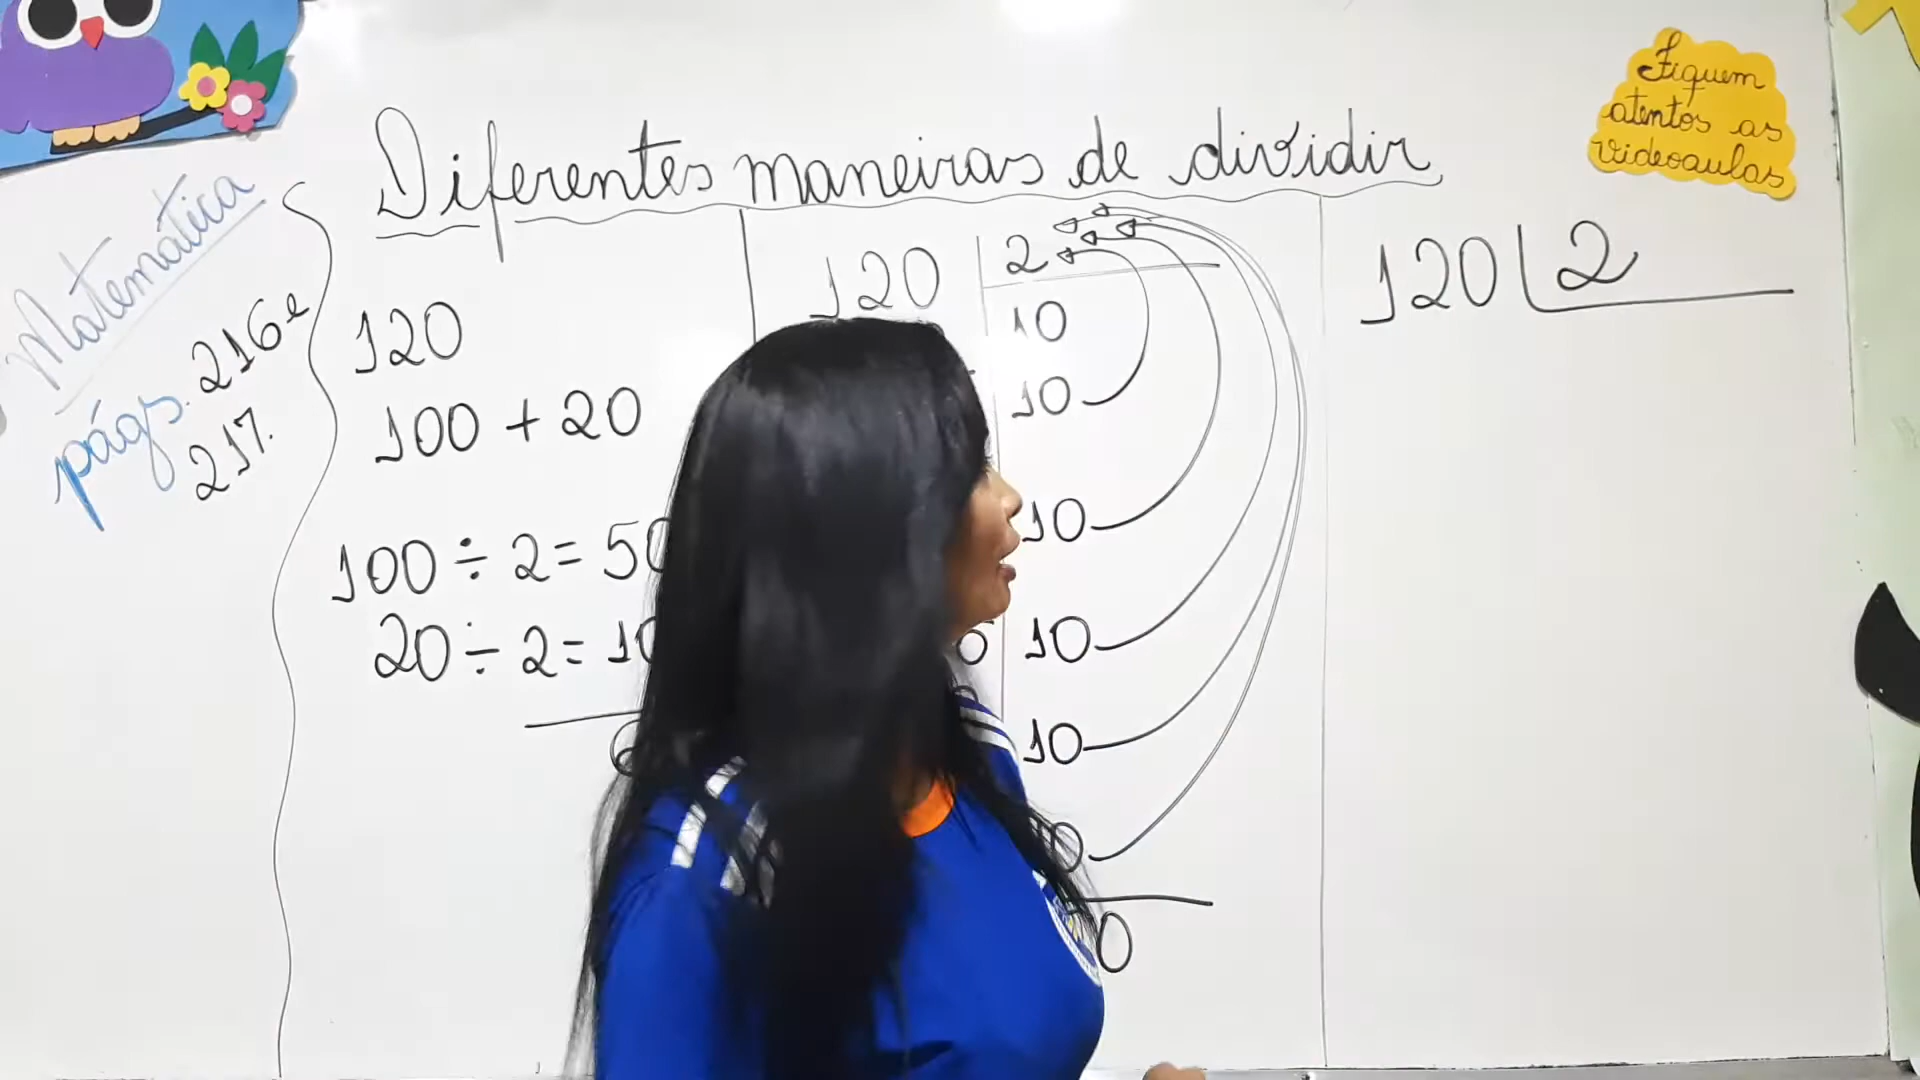 Fiquem
atentos as
videoaulas
Diferentes maneiras de dividir
Matemática
págs. 216 e
217.
120
100 + 20
100 ÷ 2 = 50
20 ÷ 2 = 10
120 2
10
10
10
10
10
120 2